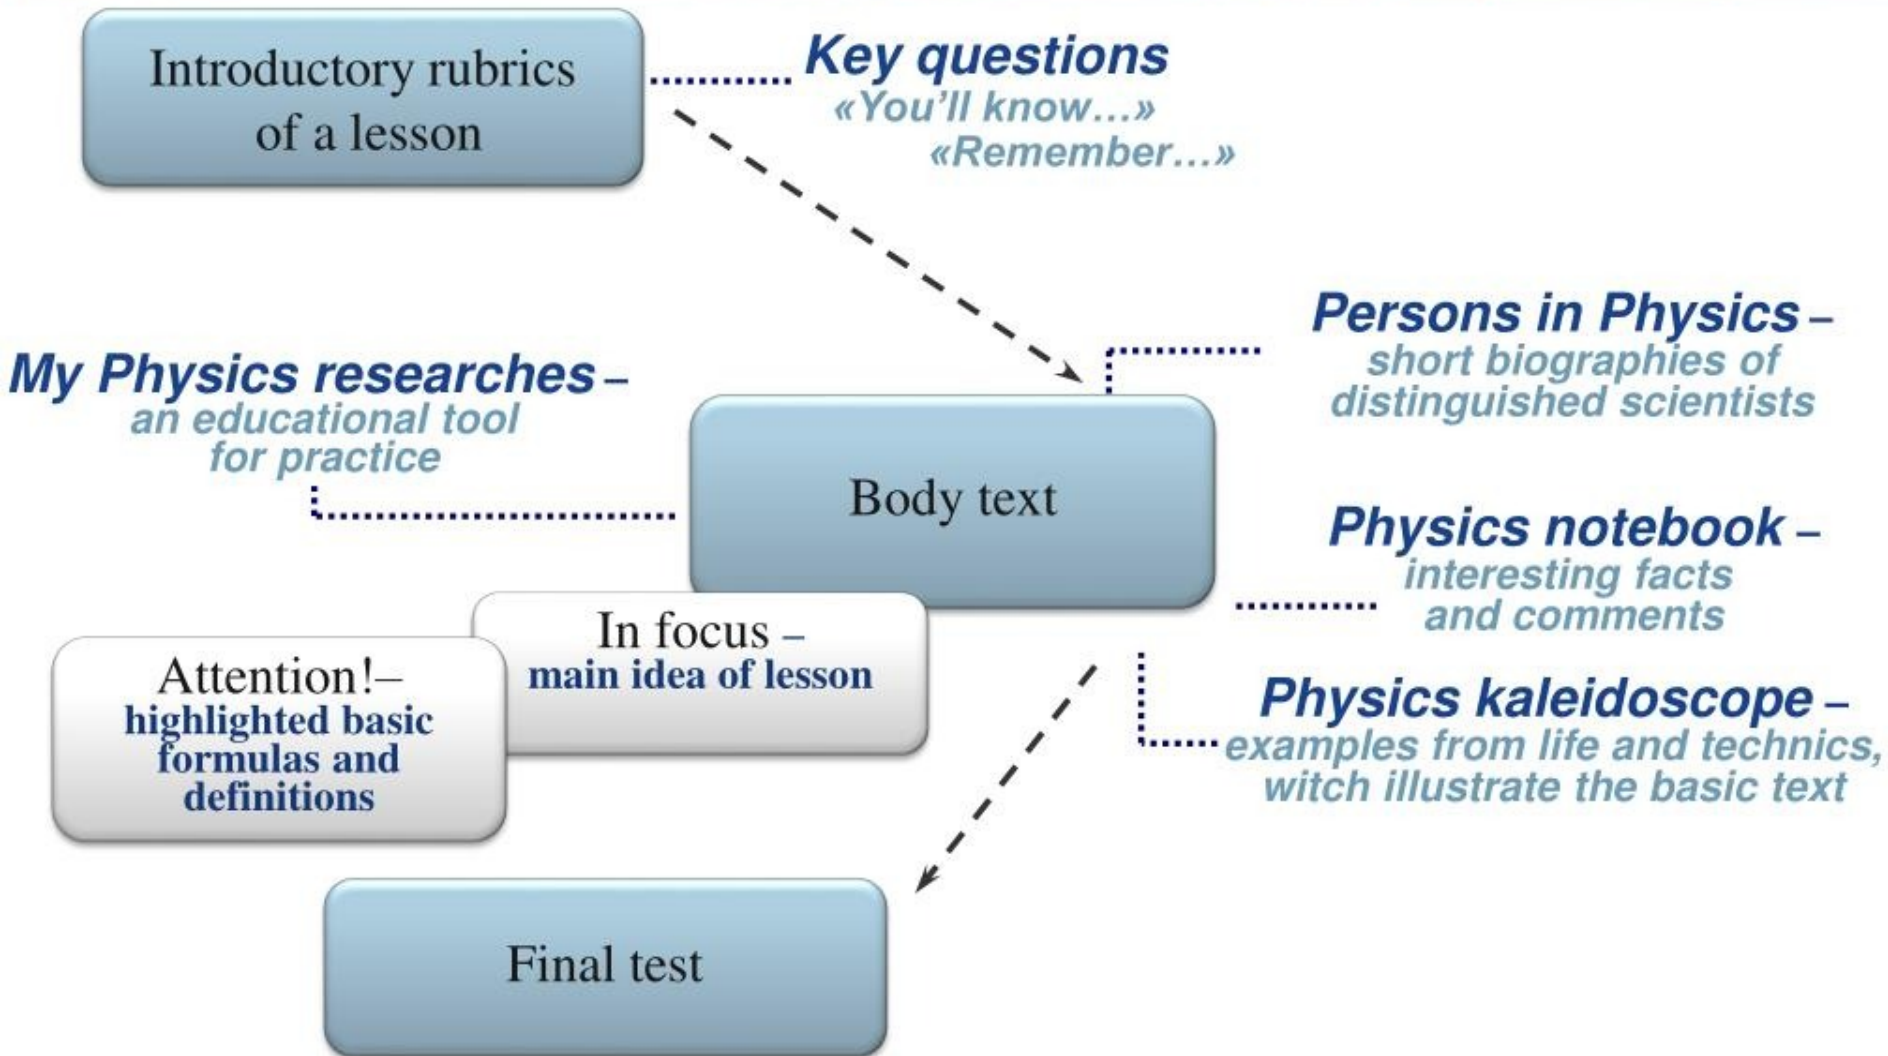 Introductory rubrics
of a lesson
Key questions
«You'll know…»
«Remember…»
Persons in Physics –
short biographies of
distinguished scientists
My Physics researches –
an educational tool
for practice
Body text
Physics notebook –
interesting facts
and comments
In focus –
main idea of lesson
Attention!–
highlighted basic
formulas and
definitions
Physics kaleidoscope –
examples from life and technics,
witch illustrate the basic text
Final test